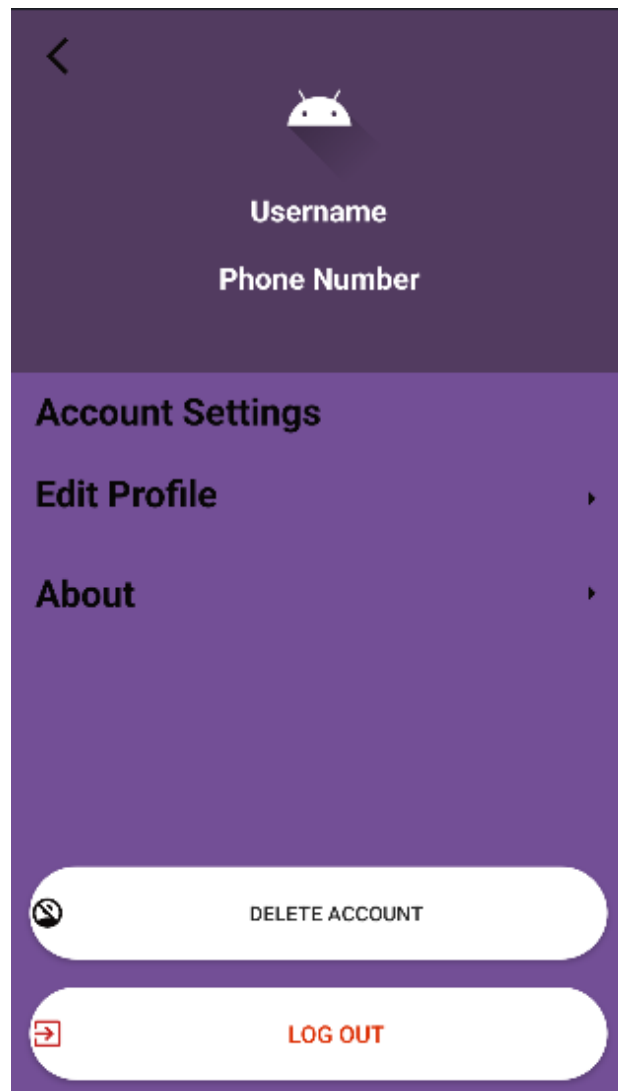 Username
Phone Number
Account Settings
Edit Profile
About
DELETE ACCOUNT
LOG OUT